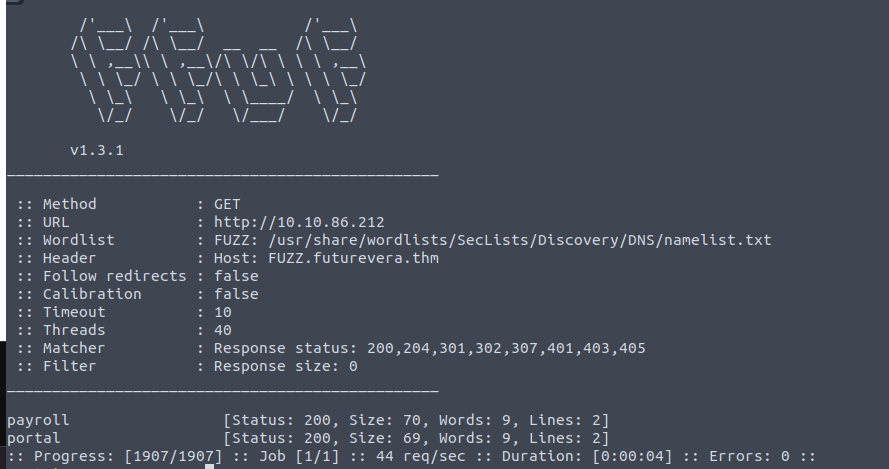 /'___\  /'___\           /'___\
       /\ \__/ /\ \__/  __  __  /\ \__/
       \ \ ,__\\ \ ,__\/\ \/\ \ \ \ ,__\
        \ \ \_/ \ \ \_/\ \ \_\ \ \ \ \_/
         \ \_\   \ \_\  \ \____/  \ \_\
          \/_/    \/_/   \/___/    \/_/
       v1.3.1
________________________________________________
 :: Method           : GET
 :: URL              : http://10.10.86.212
 :: Wordlist         : FUZZ: /usr/share/wordlists/SecLists/Discovery/DNS/namelist.txt
 :: Header           : Host: FUZZ.futurevera.thm
 :: Follow redirects : false
 :: Calibration      : false
 :: Timeout          : 10
 :: Threads          : 40
 :: Matcher          : Response status: 200,204,301,302,307,401,403,405
 :: Filter           : Response size: 0
________________________________________________
payroll                 [Status: 200, Size: 70, Words: 9, Lines: 2]
portal                  [Status: 200, Size: 69, Words: 9, Lines: 2]
:: Progress: [1907/1907] :: Job [1/1] :: 44 req/sec :: Duration: [0:00:04] :: Errors: 0 ::